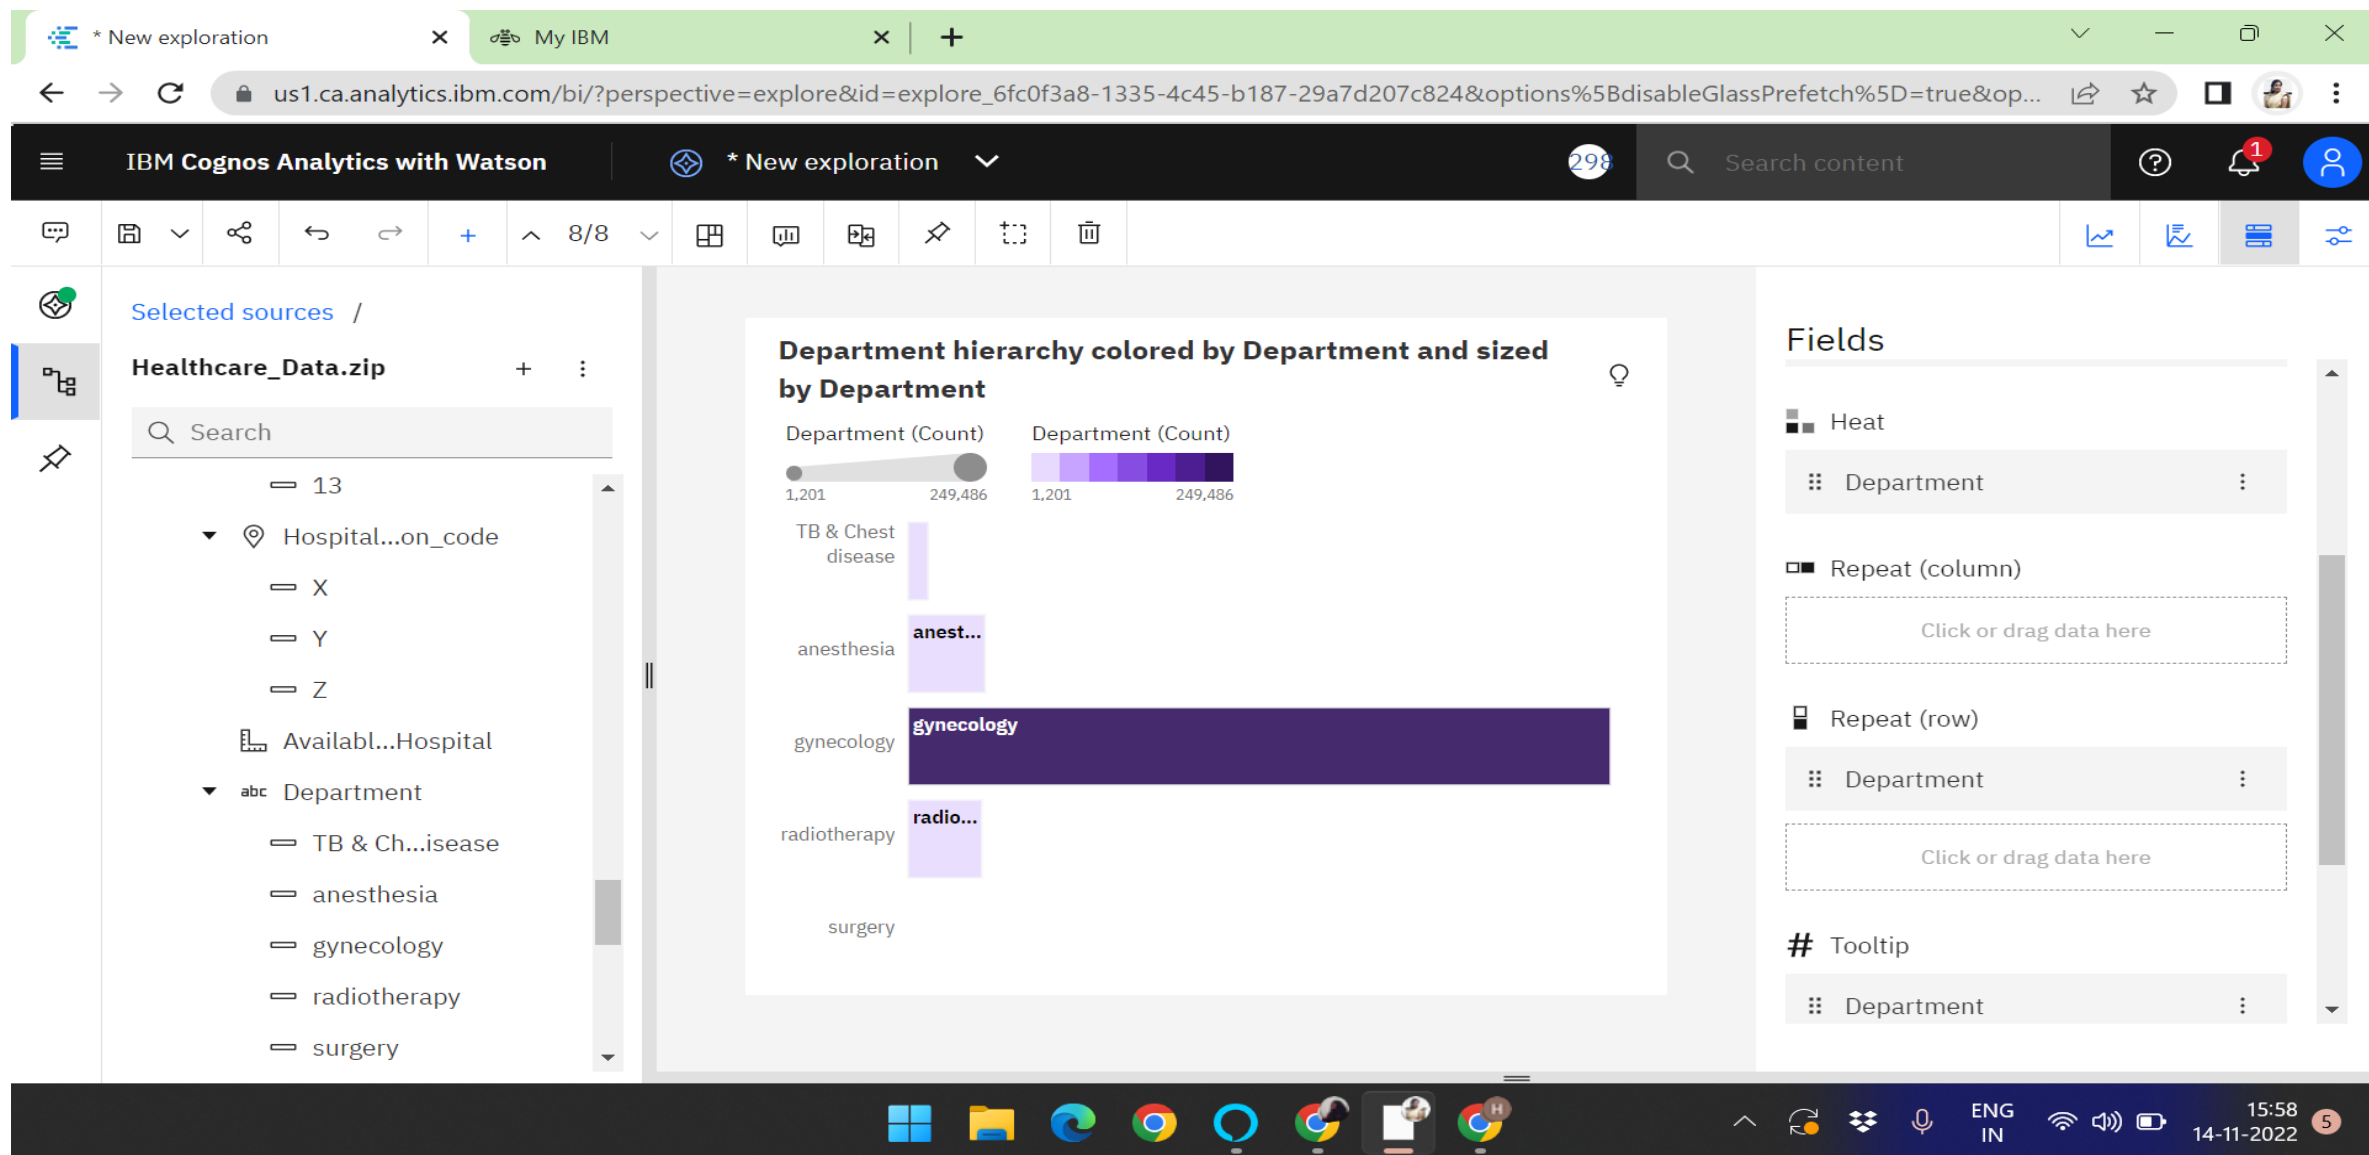 * New exploration
My IBM
us1.ca.analytics.ibm.com/bi/?perspective=explore&id=explore_6fc0f3a8-1335-4c45-b187-29a7d207c824&options%5BdisableGlassPrefetch%5D=true&op...
IBM Cognos Analytics with Watson
* New exploration
298
Search content
1
8/8
Selected sources /
Healthcare_Data.zip
Search
13
Hospital...on_code
X
Y
Z
Availabl...Hospital
abc Department
TB & Ch...isease
anesthesia
gynecology
radiotherapy
surgery
Department hierarchy colored by Department and sized
by Department
Department (Count)
1,201 249,486
Department (Count)
1,201 249,486
TB & Chest
disease
anesthesia
anest...
gynecology
gynecology
radiotherapy
radio...
surgery
Fields
Heat
Department
Repeat (column)
Click or drag data here
Repeat (row)
Department
Click or drag data here
# Tooltip
Department
H
ENG
IN
15:58
14-11-2022
5